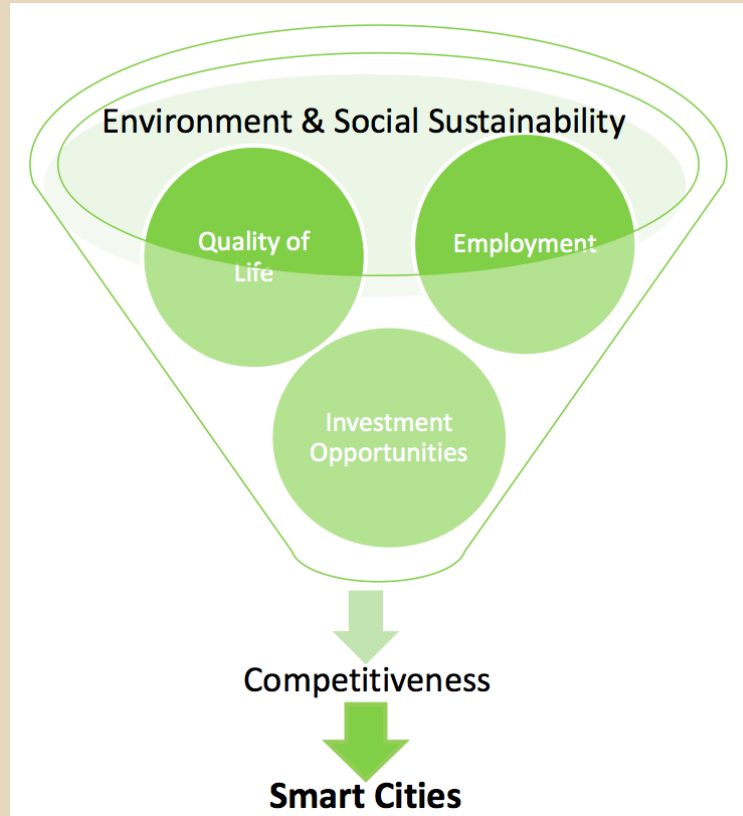 Environment & Social Sustainability
Quality of
Life
Employment
Investment
Opportunities
Competitiveness
Smart Cities